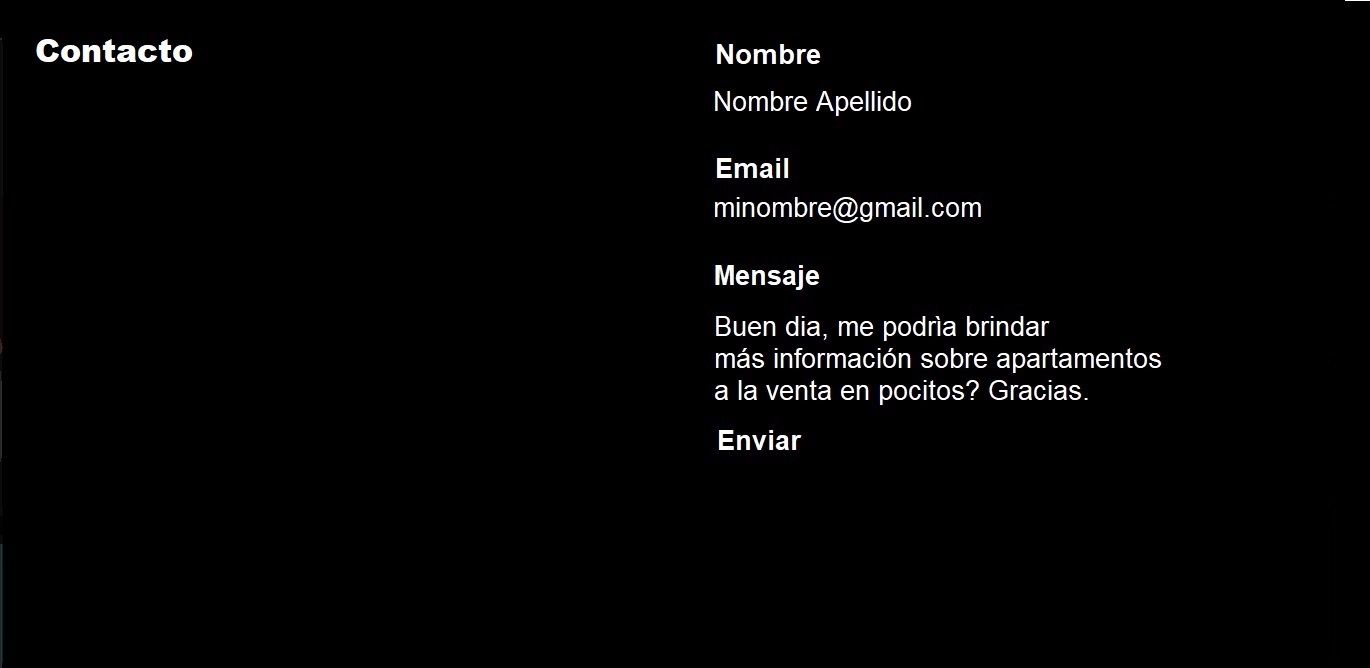 Contacto
Nombre
Nombre Apellido
Email
minombre@gmail.com
Mensaje
Buen dia, me podrìa brindar
más información sobre apartamentos
a la venta en pocitos? Gracias.
Enviar